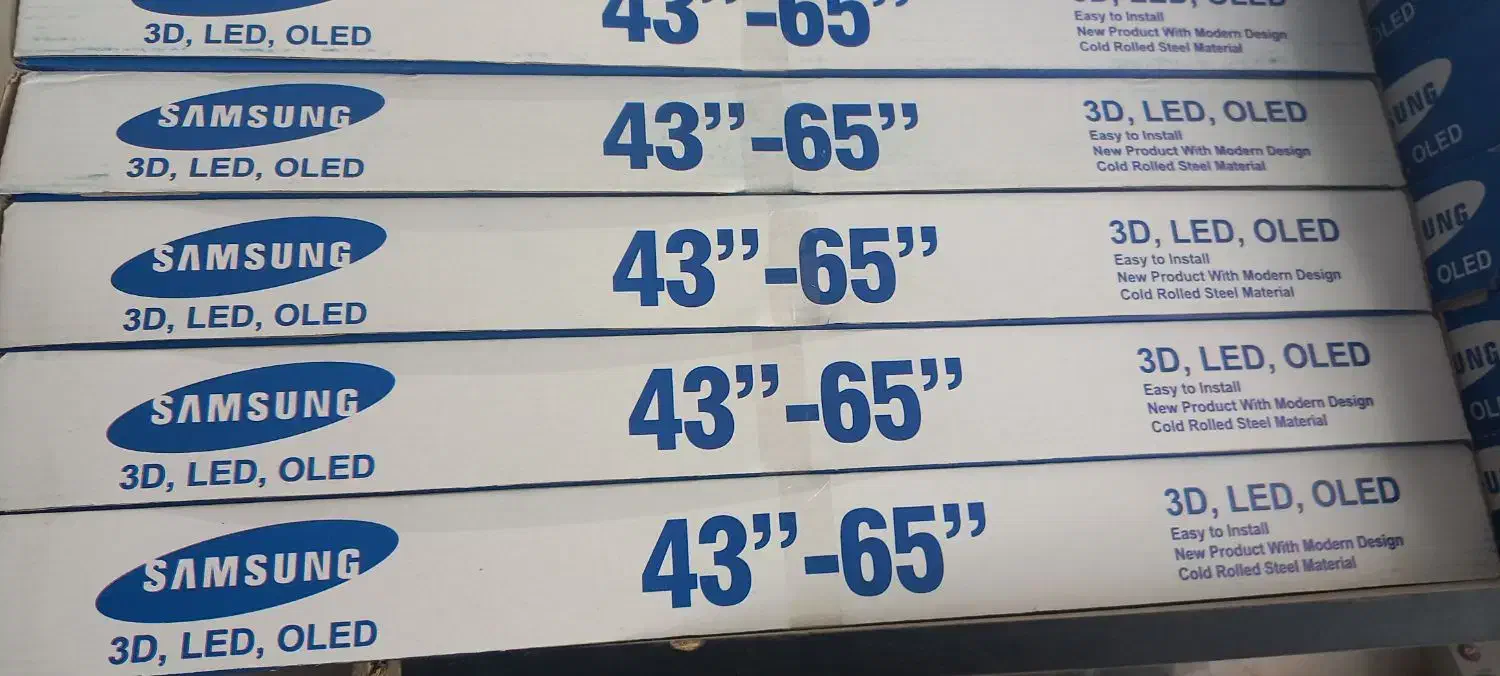 3D, LED, OLED
43”-65”
Easy to Install
New Product With Modern Design
Cold Rolled Steel Material
SAMSUNG
3D, LED, OLED
43”-65”
3D, LED, OLED
Easy to Install
New Product With Modern Design
Cold Rolled Steel Material
SAMSUNG
3D, LED, OLED
43”-65”
3D, LED, OLED
Easy to Install
New Product With Modern Design
Cold Rolled Steel Material
SAMSUNG
3D, LED, OLED
43”-65”
3D, LED, OLED
Easy to Install
New Product With Modern Design
Cold Rolled Steel Material
SAMSUNG
3D, LED, OLED
43”-65”
3D, LED, OLED
Easy to Install
New Product With Modern Design
Cold Rolled Steel Material
OLED
UNG
OLED
UNG
OLED
UNG
OL